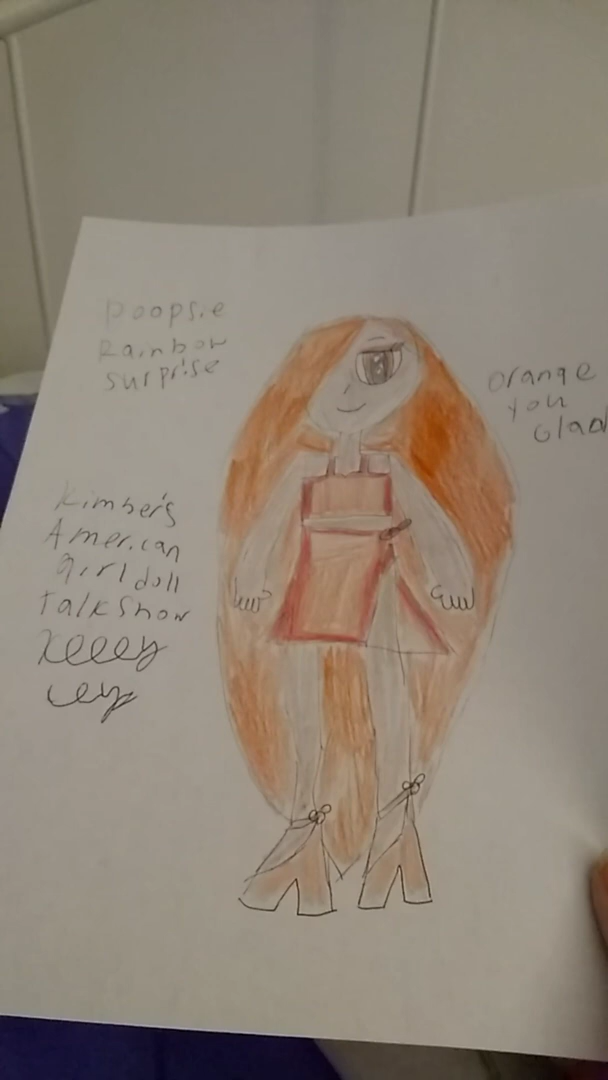 Poopsie
Rainbow
surprise
orange
you
Glad
Kimber's
American
girl doll
talk show